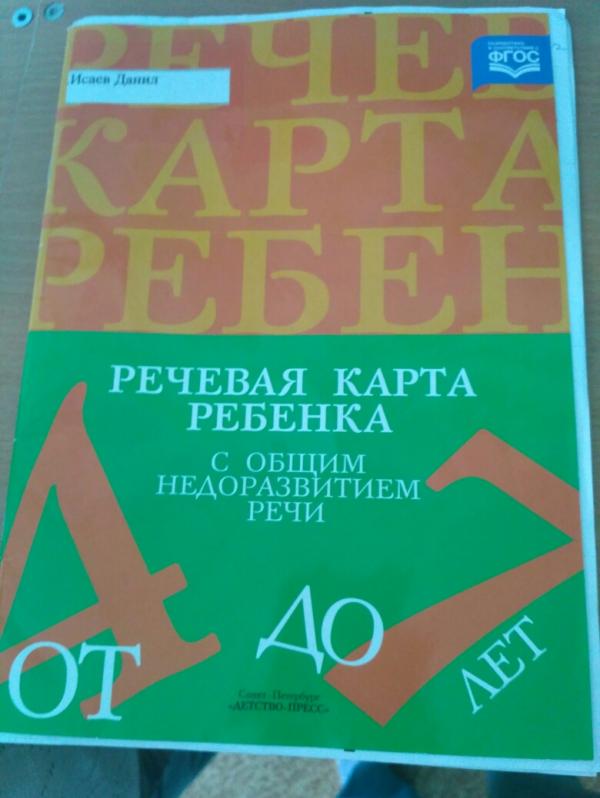 РЕЧЕВ
КАРТА
РЕБЕН
Исаев Данил
ФГОС
РЕЧЕВАЯ КАРТА
РЕБЕНКА
С ОБЩИМ
НЕДОРАЗВИТИЕМ
РЕЧИ
ОТ 4 ДО 7 ЛЕТ
Санкт-Петербург
«ДЕТСТВО-ПРЕСС»